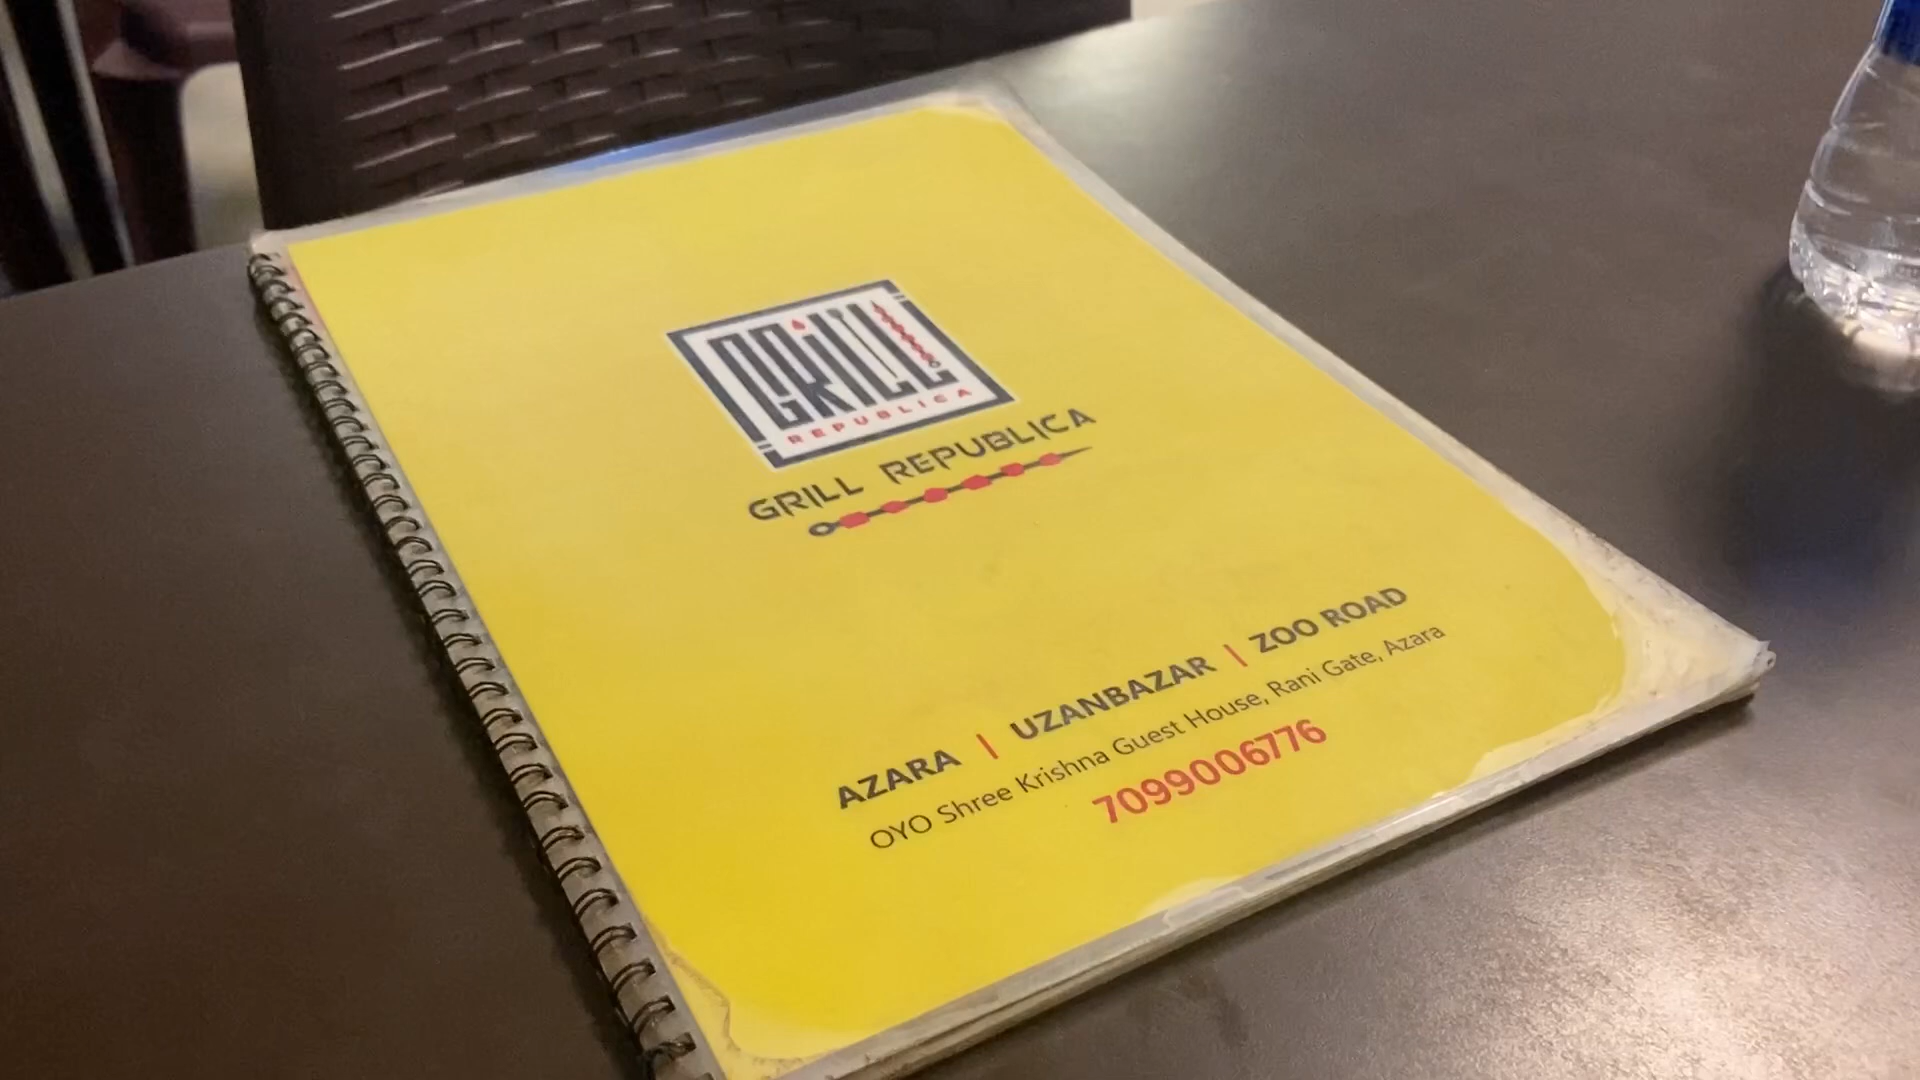 GRILL
REPUBLICA
GRILL REPUBLICA
AZARA | UZANBAZAR | ZOO ROAD
OYO Shree Krishna Guest House, Rani Gate, Azara
7099006776